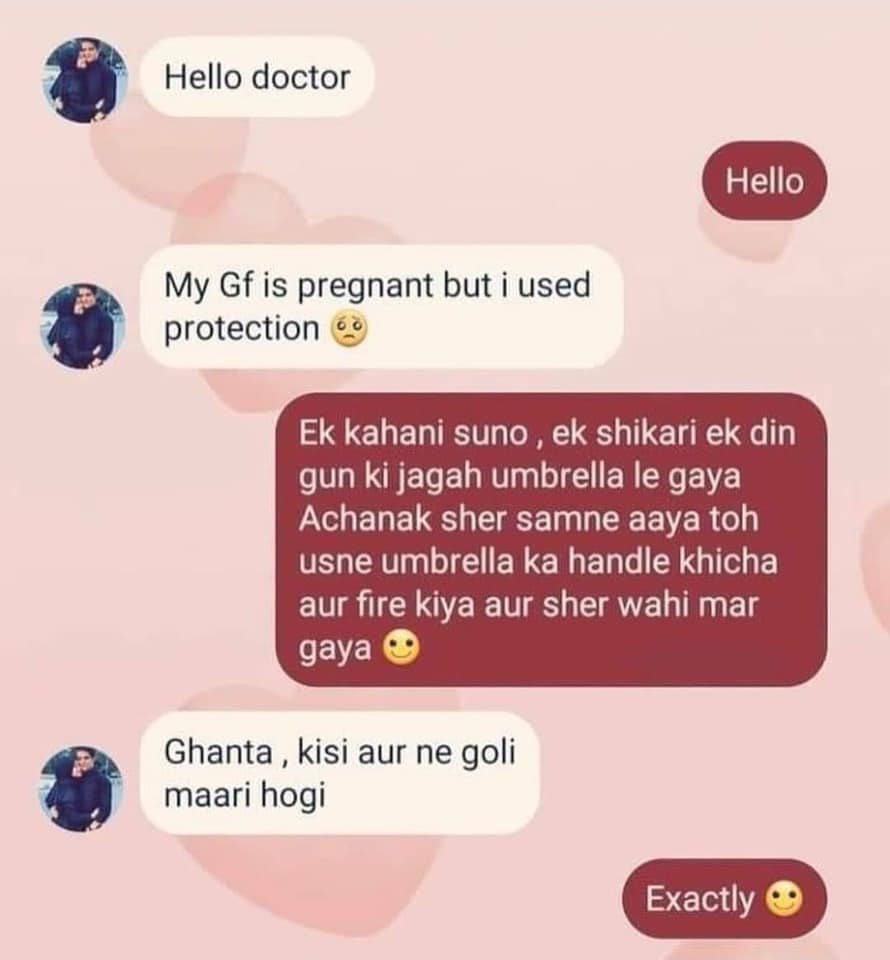 Hello doctor
Hello
My Gf is pregnant but i used
protection 🥺
Ek kahani suno , ek shikari ek din
gun ki jagah umbrella le gaya
Achanak sher samne aaya toh
usne umbrella ka handle khicha
aur fire kiya aur sher wahi mar
gaya 🙂
Ghanta , kisi aur ne goli
maari hogi
Exactly 🙂